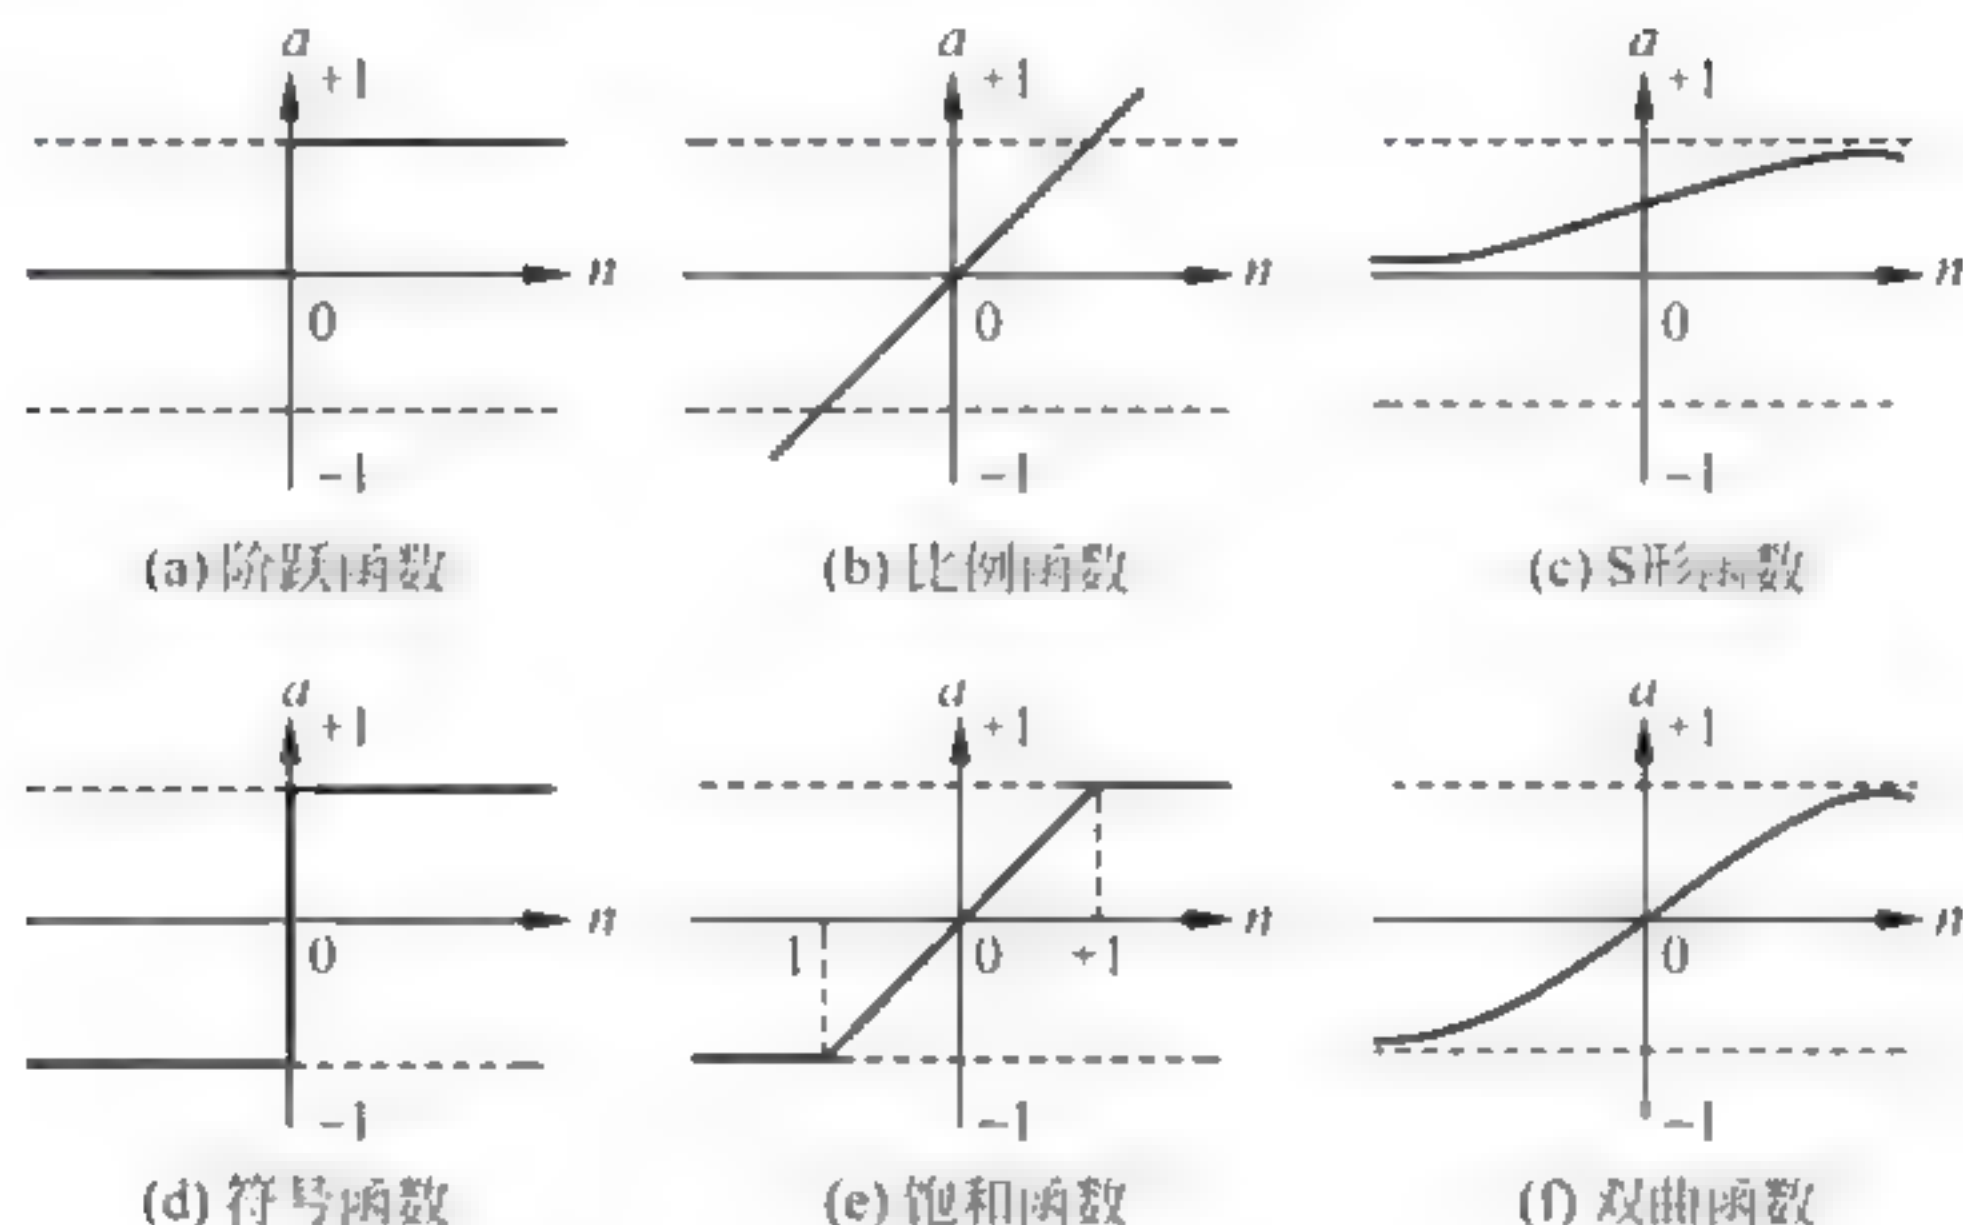 a a a
+1 +1 +1
n n n
0 0 0
-1 -1 -1
(a) 阶跃函数 (b) 比例函数 (c) S形函数
a a a
+1 +1 +1
n n n
0 1 0 +1 0
-1 -1 -1
(d) 符号函数 (e) 饱和函数 (f) 双曲函数